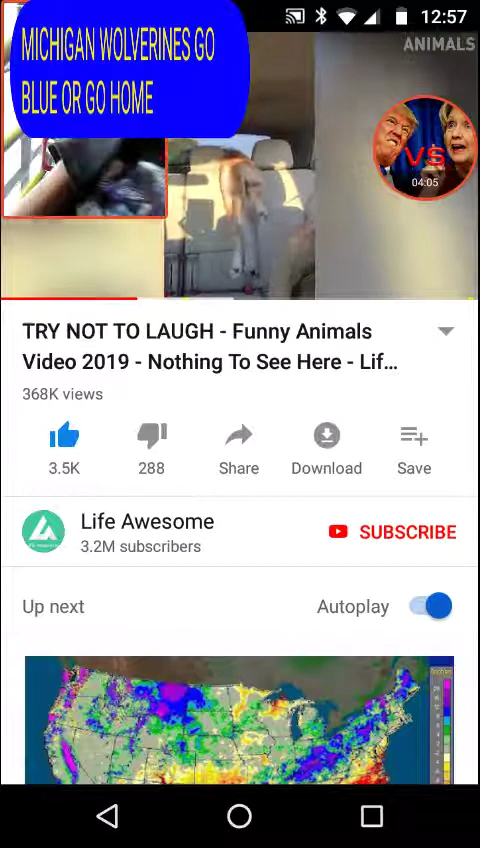 12:57
MICHIGAN WOLVERINES GO
BLUE OR GO HOME
ANIMALS
VS
04:05
TRY NOT TO LAUGH - Funny Animals
Video 2019 - Nothing To See Here - Lif...
368K views
3.5K
288
Share
Download
Save
Life Awesome
3.2M subscribers
SUBSCRIBE
Up next
Autoplay